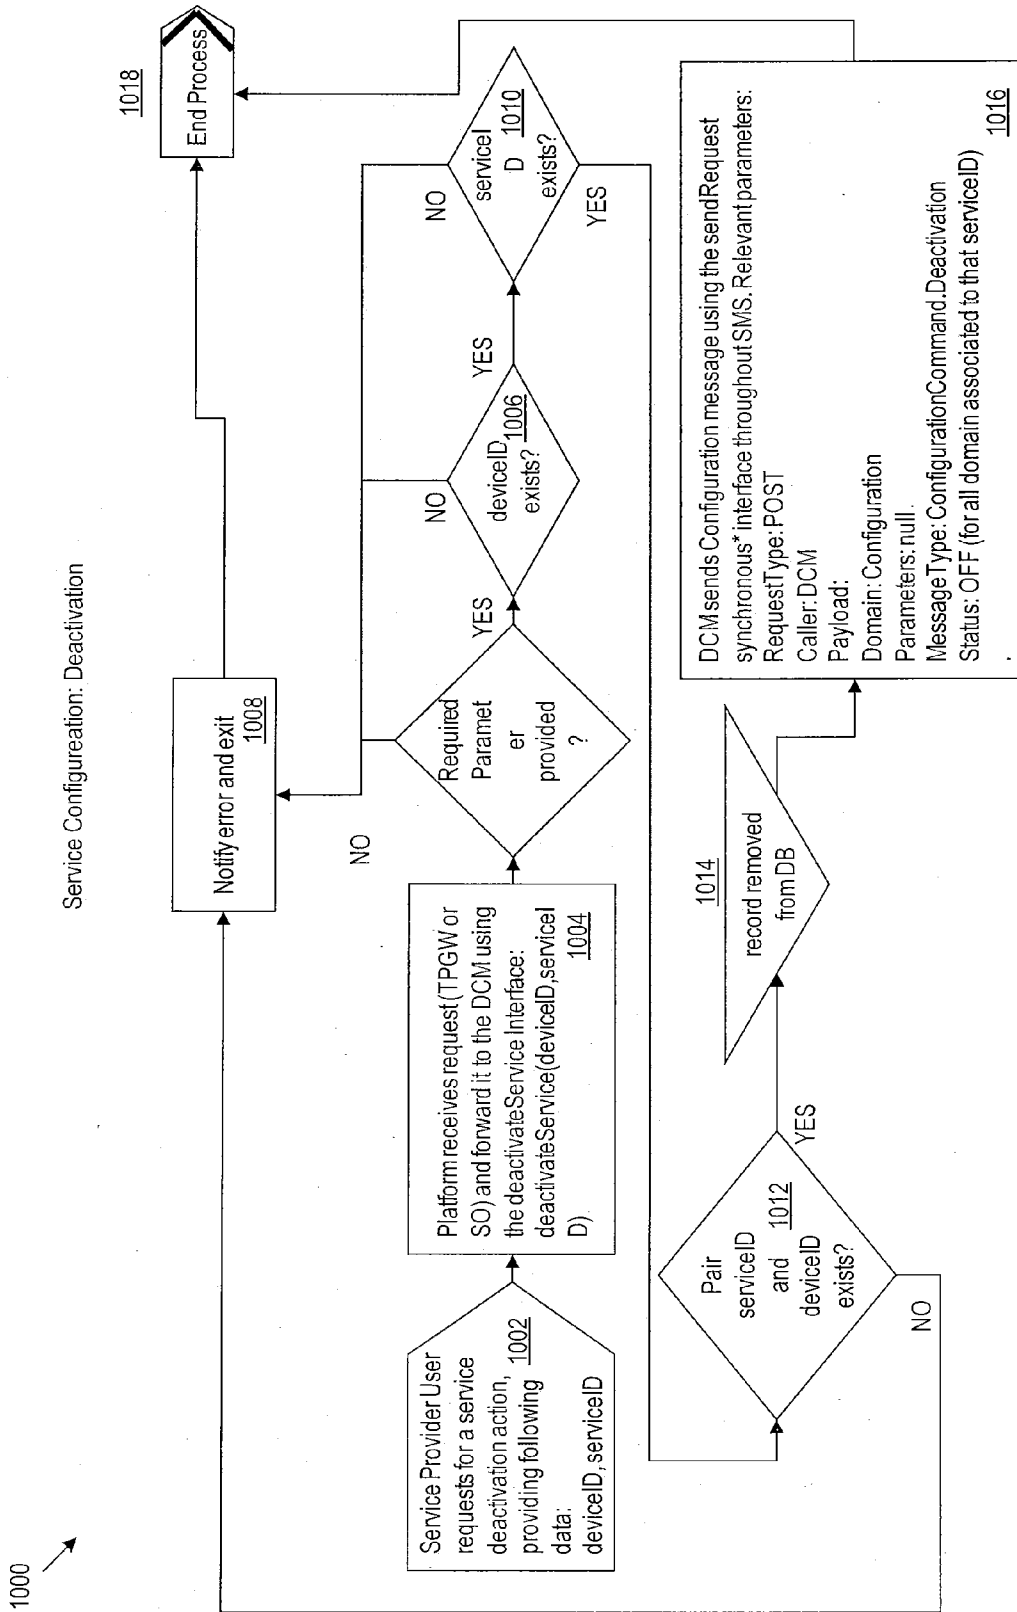 1000
Service Configureation: Deactivation
Service Provider User
requests for a service
deactivation action,
providing following
data:
deviceID, serviceID
1002
Platform receives request (TPGW or
SO) and forward it to the DCM using
the deactivateService Interface:
deactivateService(deviceID,serviceI
D)
1004
Required
Paramet
er
provided
?
NO
YES
Notify error and exit
1008
deviceID
exists?
1006
NO
YES
serviceI
D
exists?
1010
NO
YES
End Process
1018
Pair
serviceID
and
deviceID
exists?
1012
YES
NO
1014
record removed
from DB
DCM sends Configuration message using the sendRequest
synchronous* interface throughout SMS. Relevant parameters:
RequestType: POST
Caller: DCM
Payload:
Domain: Configuration
Parameters: null.
MessageType: ConfigurationCommand.Deactivation
Status: OFF (for all domain associated to that serviceID)
1016